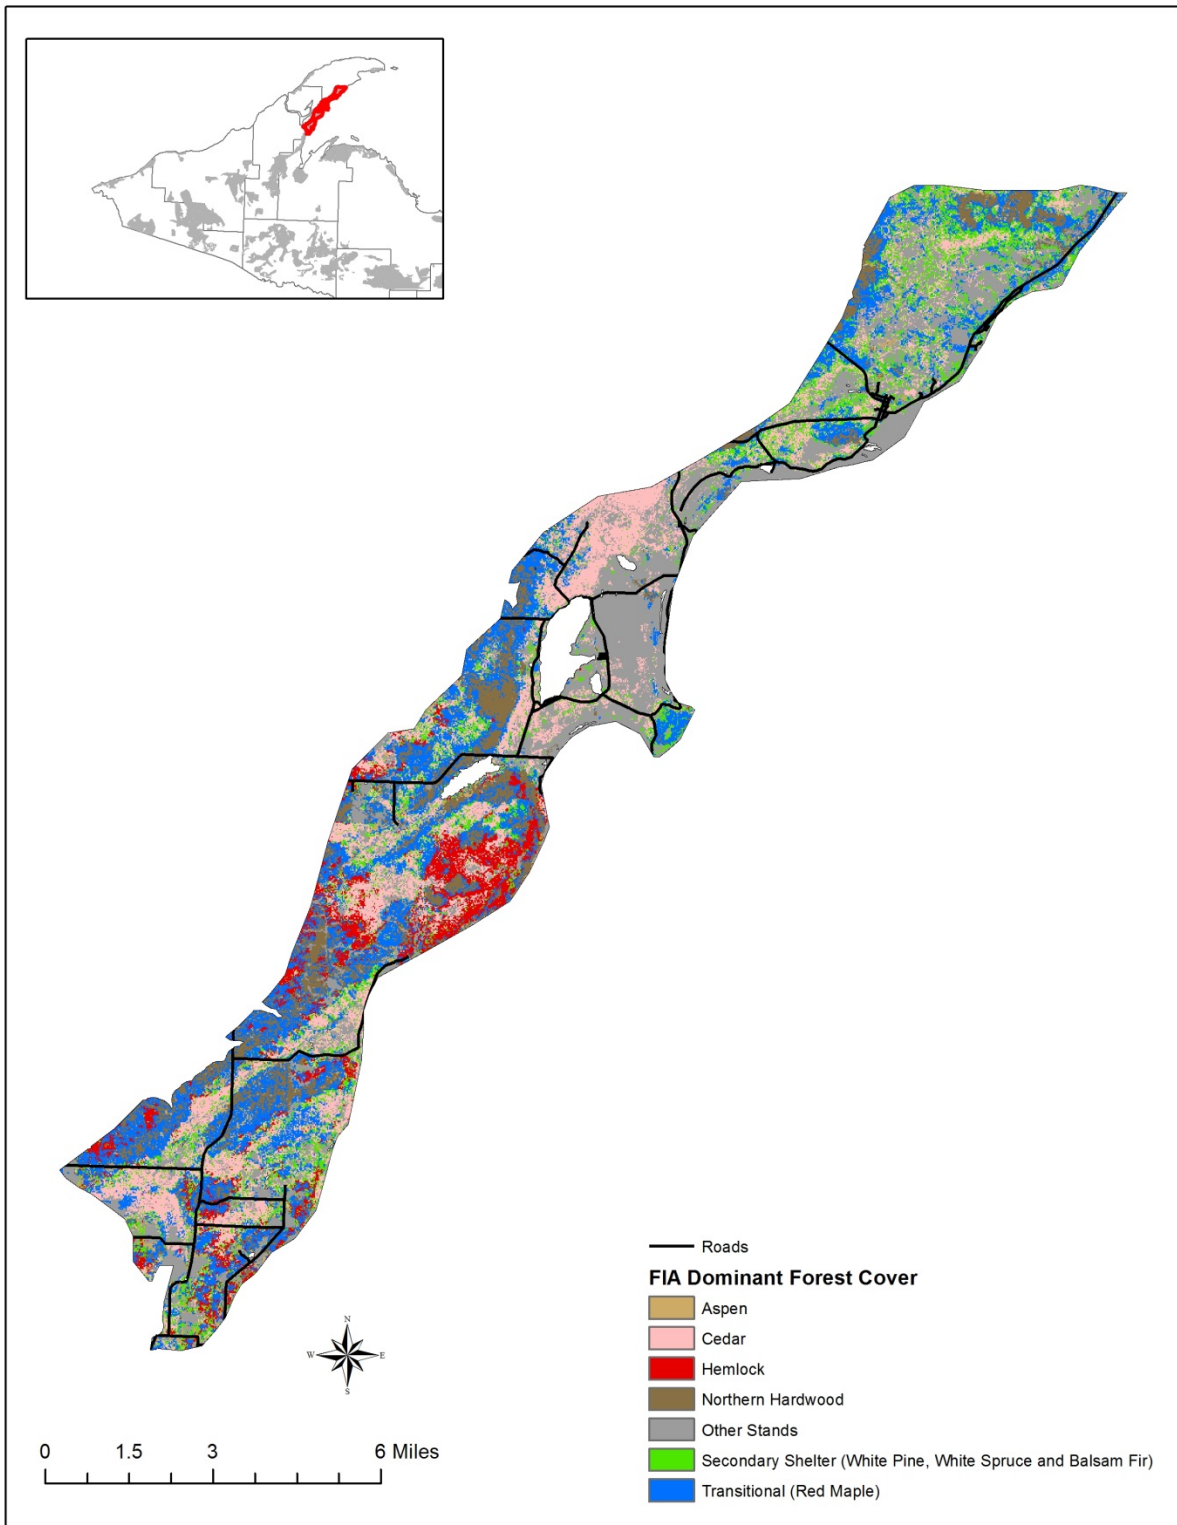 Roads
FIA Dominant Forest Cover
Aspen
Cedar
Hemlock
Northern Hardwood
Other Stands
Secondary Shelter (White Pine, White Spruce and Balsam Fir)
Transitional (Red Maple)
N
W E
S
0 1.5 3 6 Miles